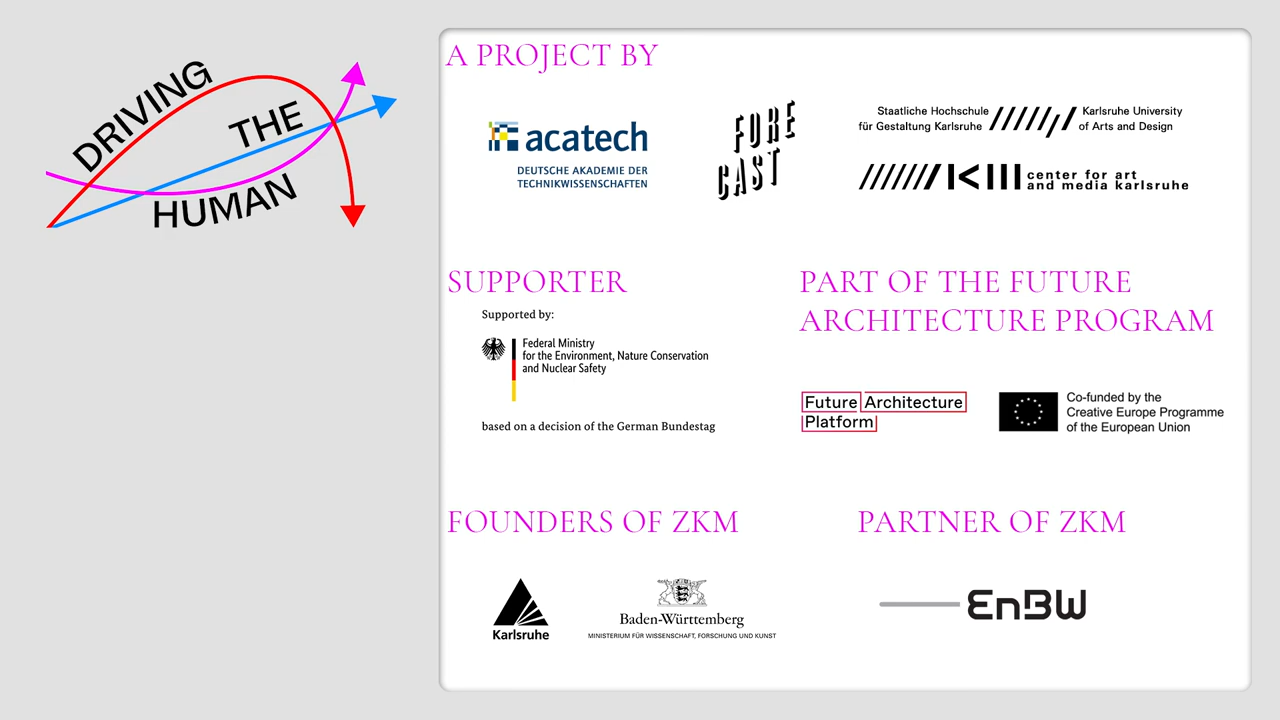 DRIVING
THE
HUMAN
A PROJECT BY
acatech
DEUTSCHE AKADEMIE DER
TECHNIKWISSENSCHAFTEN
FORE
CAST
Staatliche Hochschule
für Gestaltung Karlsruhe
Karlsruhe University
of Arts and Design
center for art
and media karlsruhe
SUPPORTER
Supported by:
Federal Ministry
for the Environment, Nature Conservation
and Nuclear Safety
based on a decision of the German Bundestag
PART OF THE FUTURE
ARCHITECTURE PROGRAM
Future Architecture
Platform
Co-funded by the
Creative Europe Programme
of the European Union
FOUNDERS OF ZKM
Karlsruhe
Baden-Württemberg
MINISTERIUM FÜR WISSENSCHAFT, FORSCHUNG UND KUNST
PARTNER OF ZKM
EnBW